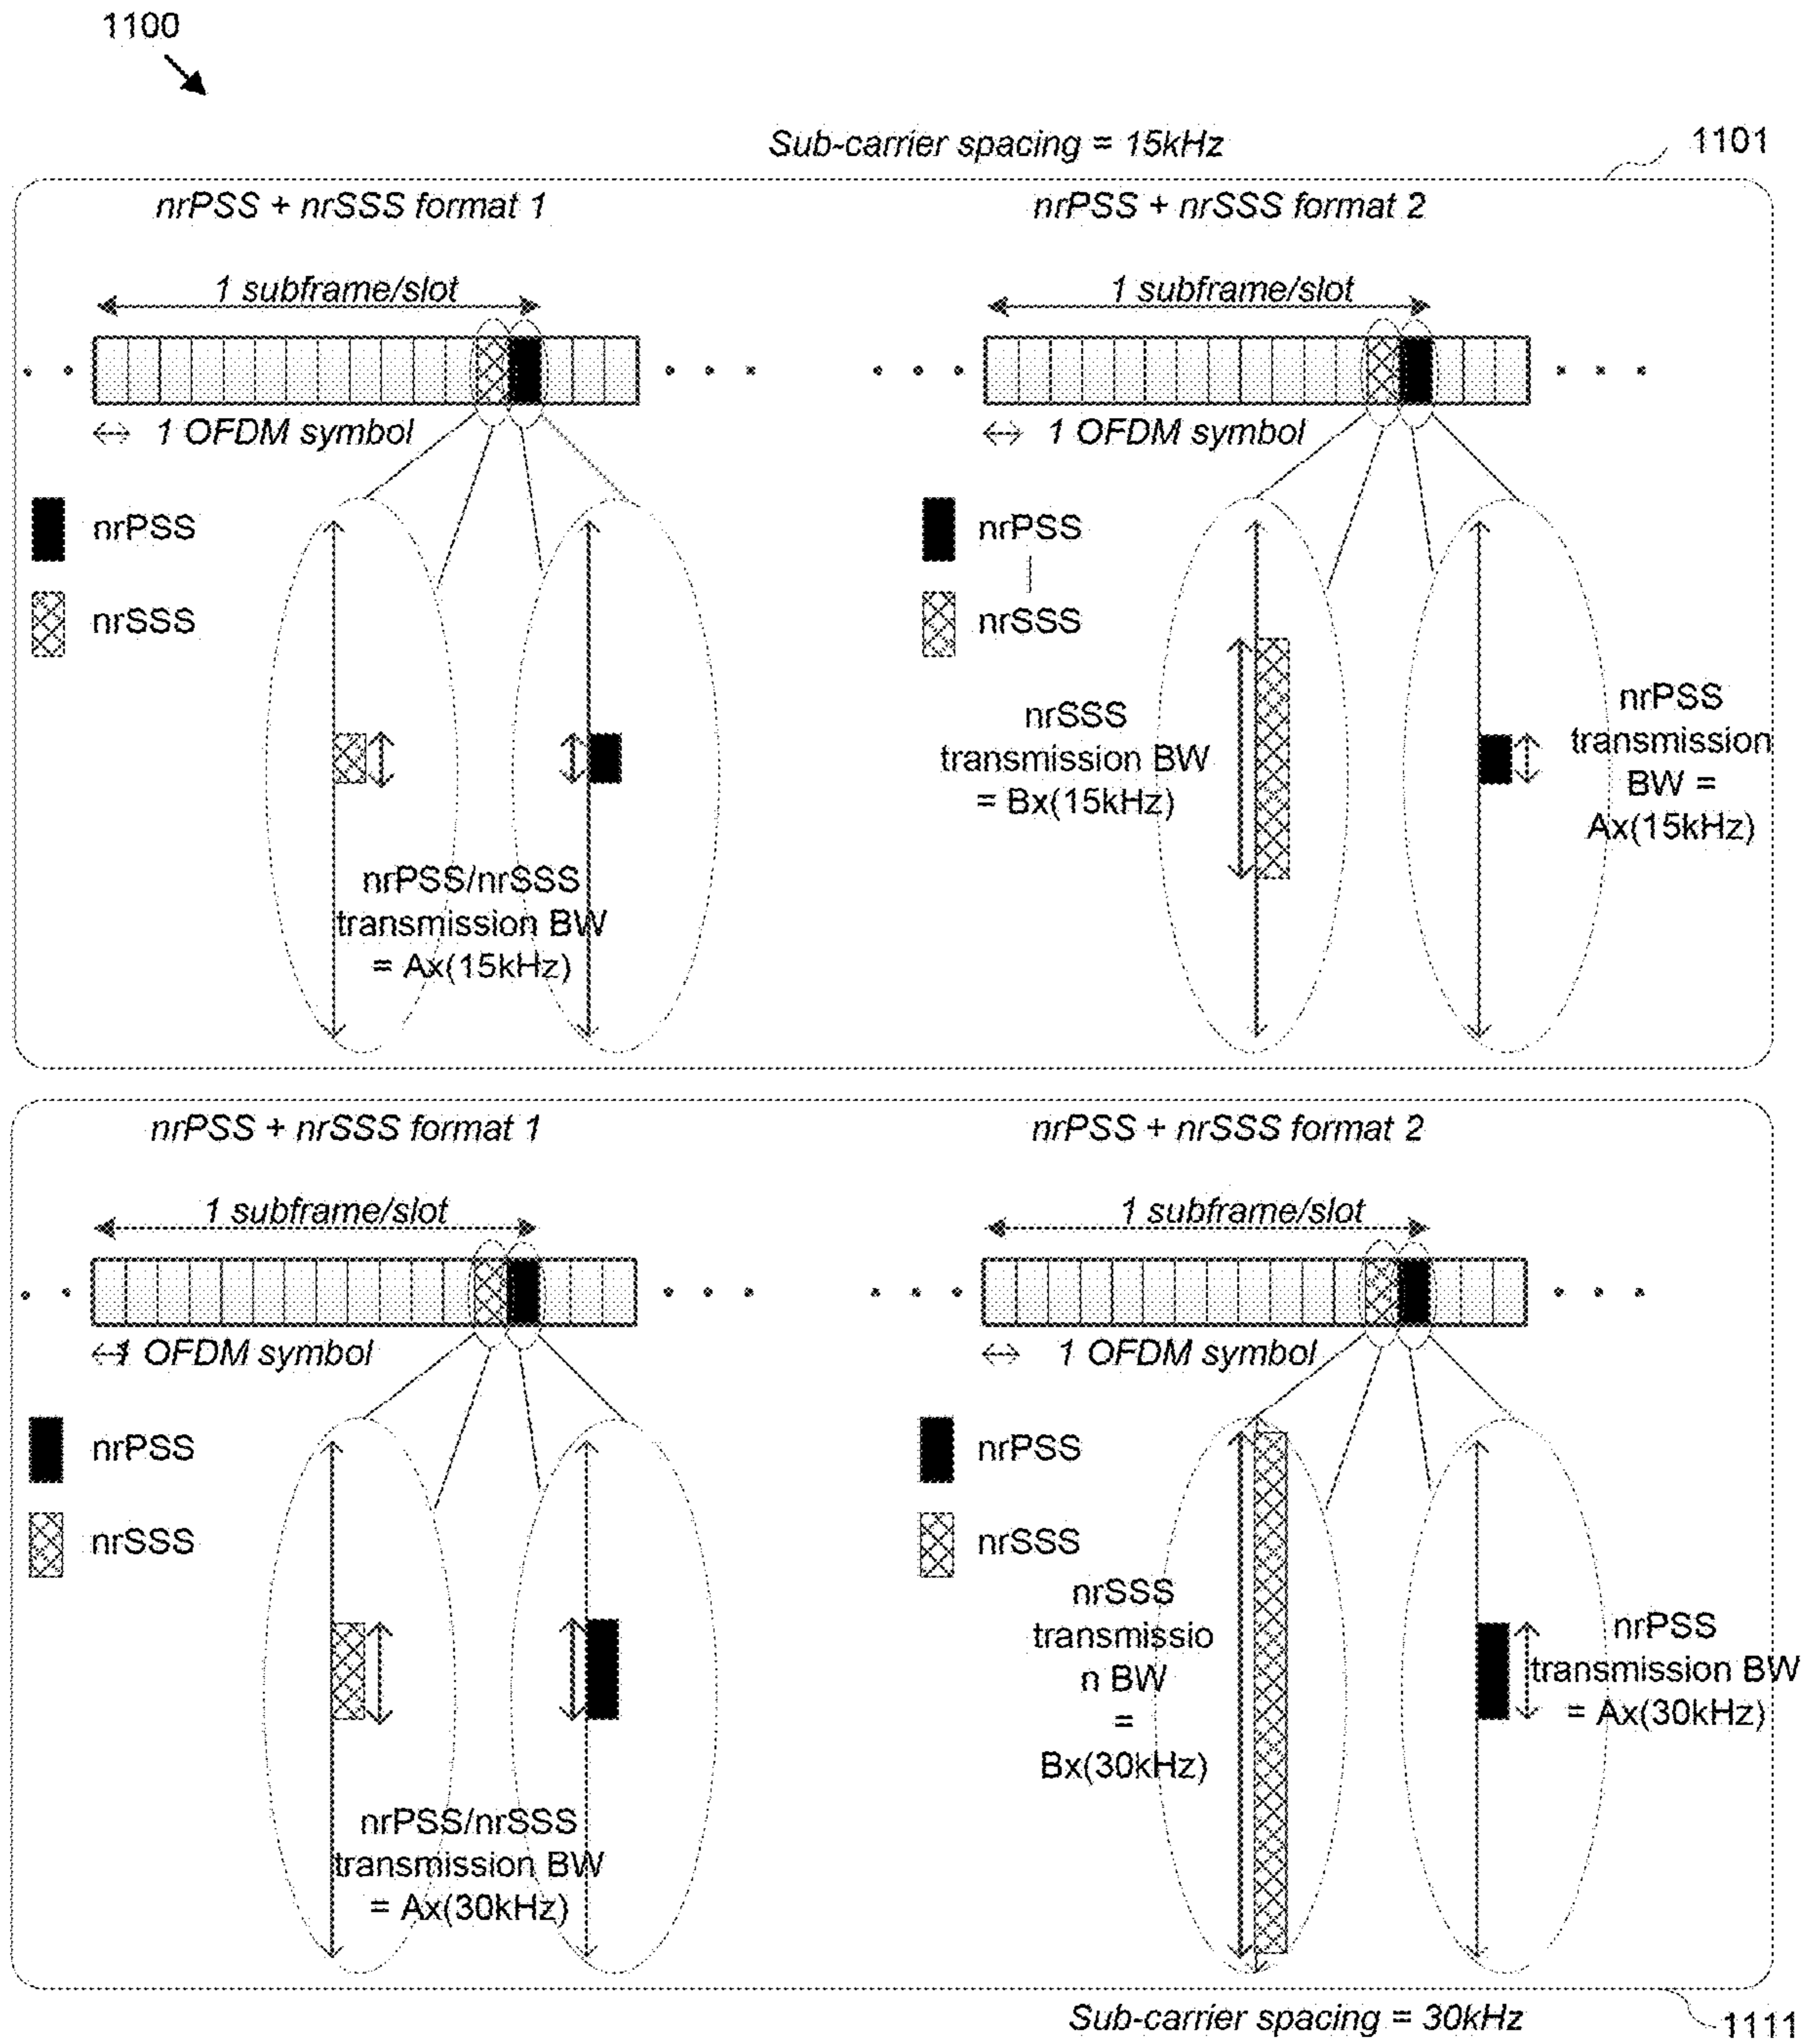 1100
Sub-carrier spacing = 15kHz
1101
nrPSS + nrSSS format 1
nrPSS + nrSSS format 2
1 subframe/slot
1 subframe/slot
1 OFDM symbol
1 OFDM symbol
nrPSS
nrSSS
nrPSS
nrSSS
nrPSS/nrSSS
transmission BW
= Ax(15kHz)
nrSSS
transmission BW
= Bx(15kHz)
nrPSS
transmission
BW =
Ax(15kHz)
nrPSS + nrSSS format 1
nrPSS + nrSSS format 2
1 subframe/slot
1 subframe/slot
1 OFDM symbol
1 OFDM symbol
nrPSS
nrSSS
nrPSS
nrSSS
nrPSS/nrSSS
transmission BW
= Ax(30kHz)
nrSSS
transmissio
n BW
=
Bx(30kHz)
nrPSS
transmission BW
= Ax(30kHz)
Sub-carrier spacing = 30kHz
1111